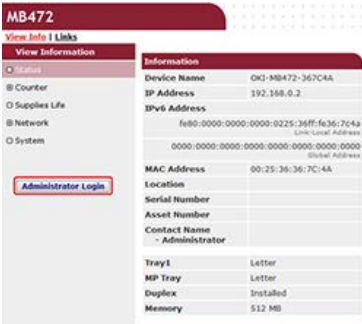 MB472
View Info | Links
View Information
Status
Counter
Supplies Life
Network
System
Administrator Login
Information
Device Name OKI-MB472-367C4A
IP Address 192.168.0.2
IPv6 Address
fe80:0000:0000:0000:0225:36ff:fe36:7c4a
Link-Local Address
0000:0000:0000:0000:0000:0000:0000:0000
Global Address
MAC Address 00:25:36:36:7C:4A
Location
Serial Number
Asset Number
Contact Name
- Administrator
Tray1 Letter
MP Tray Letter
Duplex Installed
Memory 512 MB